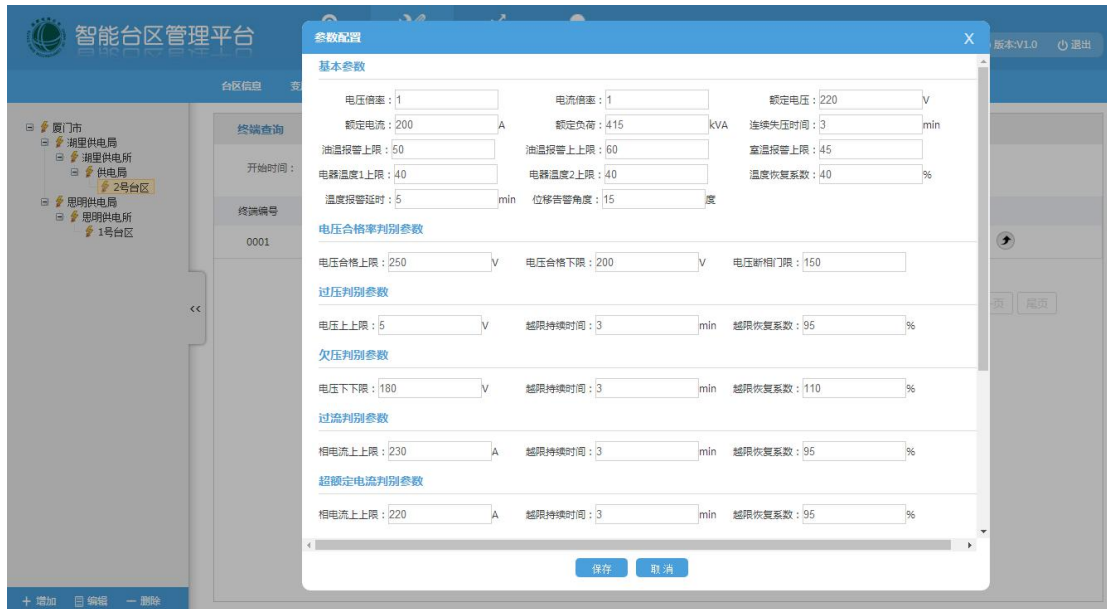 智能台区管理平台
版本:V1.0 退出
台区信息
参数配置 X
基本参数
电压倍率：1 电流倍率：1 额定电压：220 V
额定电流：200 A 额定负荷：415 kVA 连续失压时间：3 min
油温报警上限：50 油温报警上上限：60 室温报警上限：45
电器温度1上限：40 电器温度2上限：40 温度恢复系数：40 %
温度报警延时：5 min 位移告警角度：15 度
电压合格率判别参数
电压合格上限：250 V 电压合格下限：200 V 电压断相门限：150
过压判别参数
电压上上限：5 V 越限持续时间：3 min 越限恢复系数：95 %
欠压判别参数
电压下下限：180 V 越限持续时间：3 min 越限恢复系数：110 %
过流判别参数
相电流上上限：230 A 越限持续时间：3 min 越限恢复系数：95 %
超额定电流判别参数
相电流上上限：220 A 越限持续时间：3 min 越限恢复系数：95 %
保存 取消
厦门市
湖里供电局
湖里供电所
供电局
2号台区
思明供电局
思明供电所
1号台区
<<
终端查询
开始时间：
终端编号
0001
页 尾页
+ 增加 编辑 — 删除